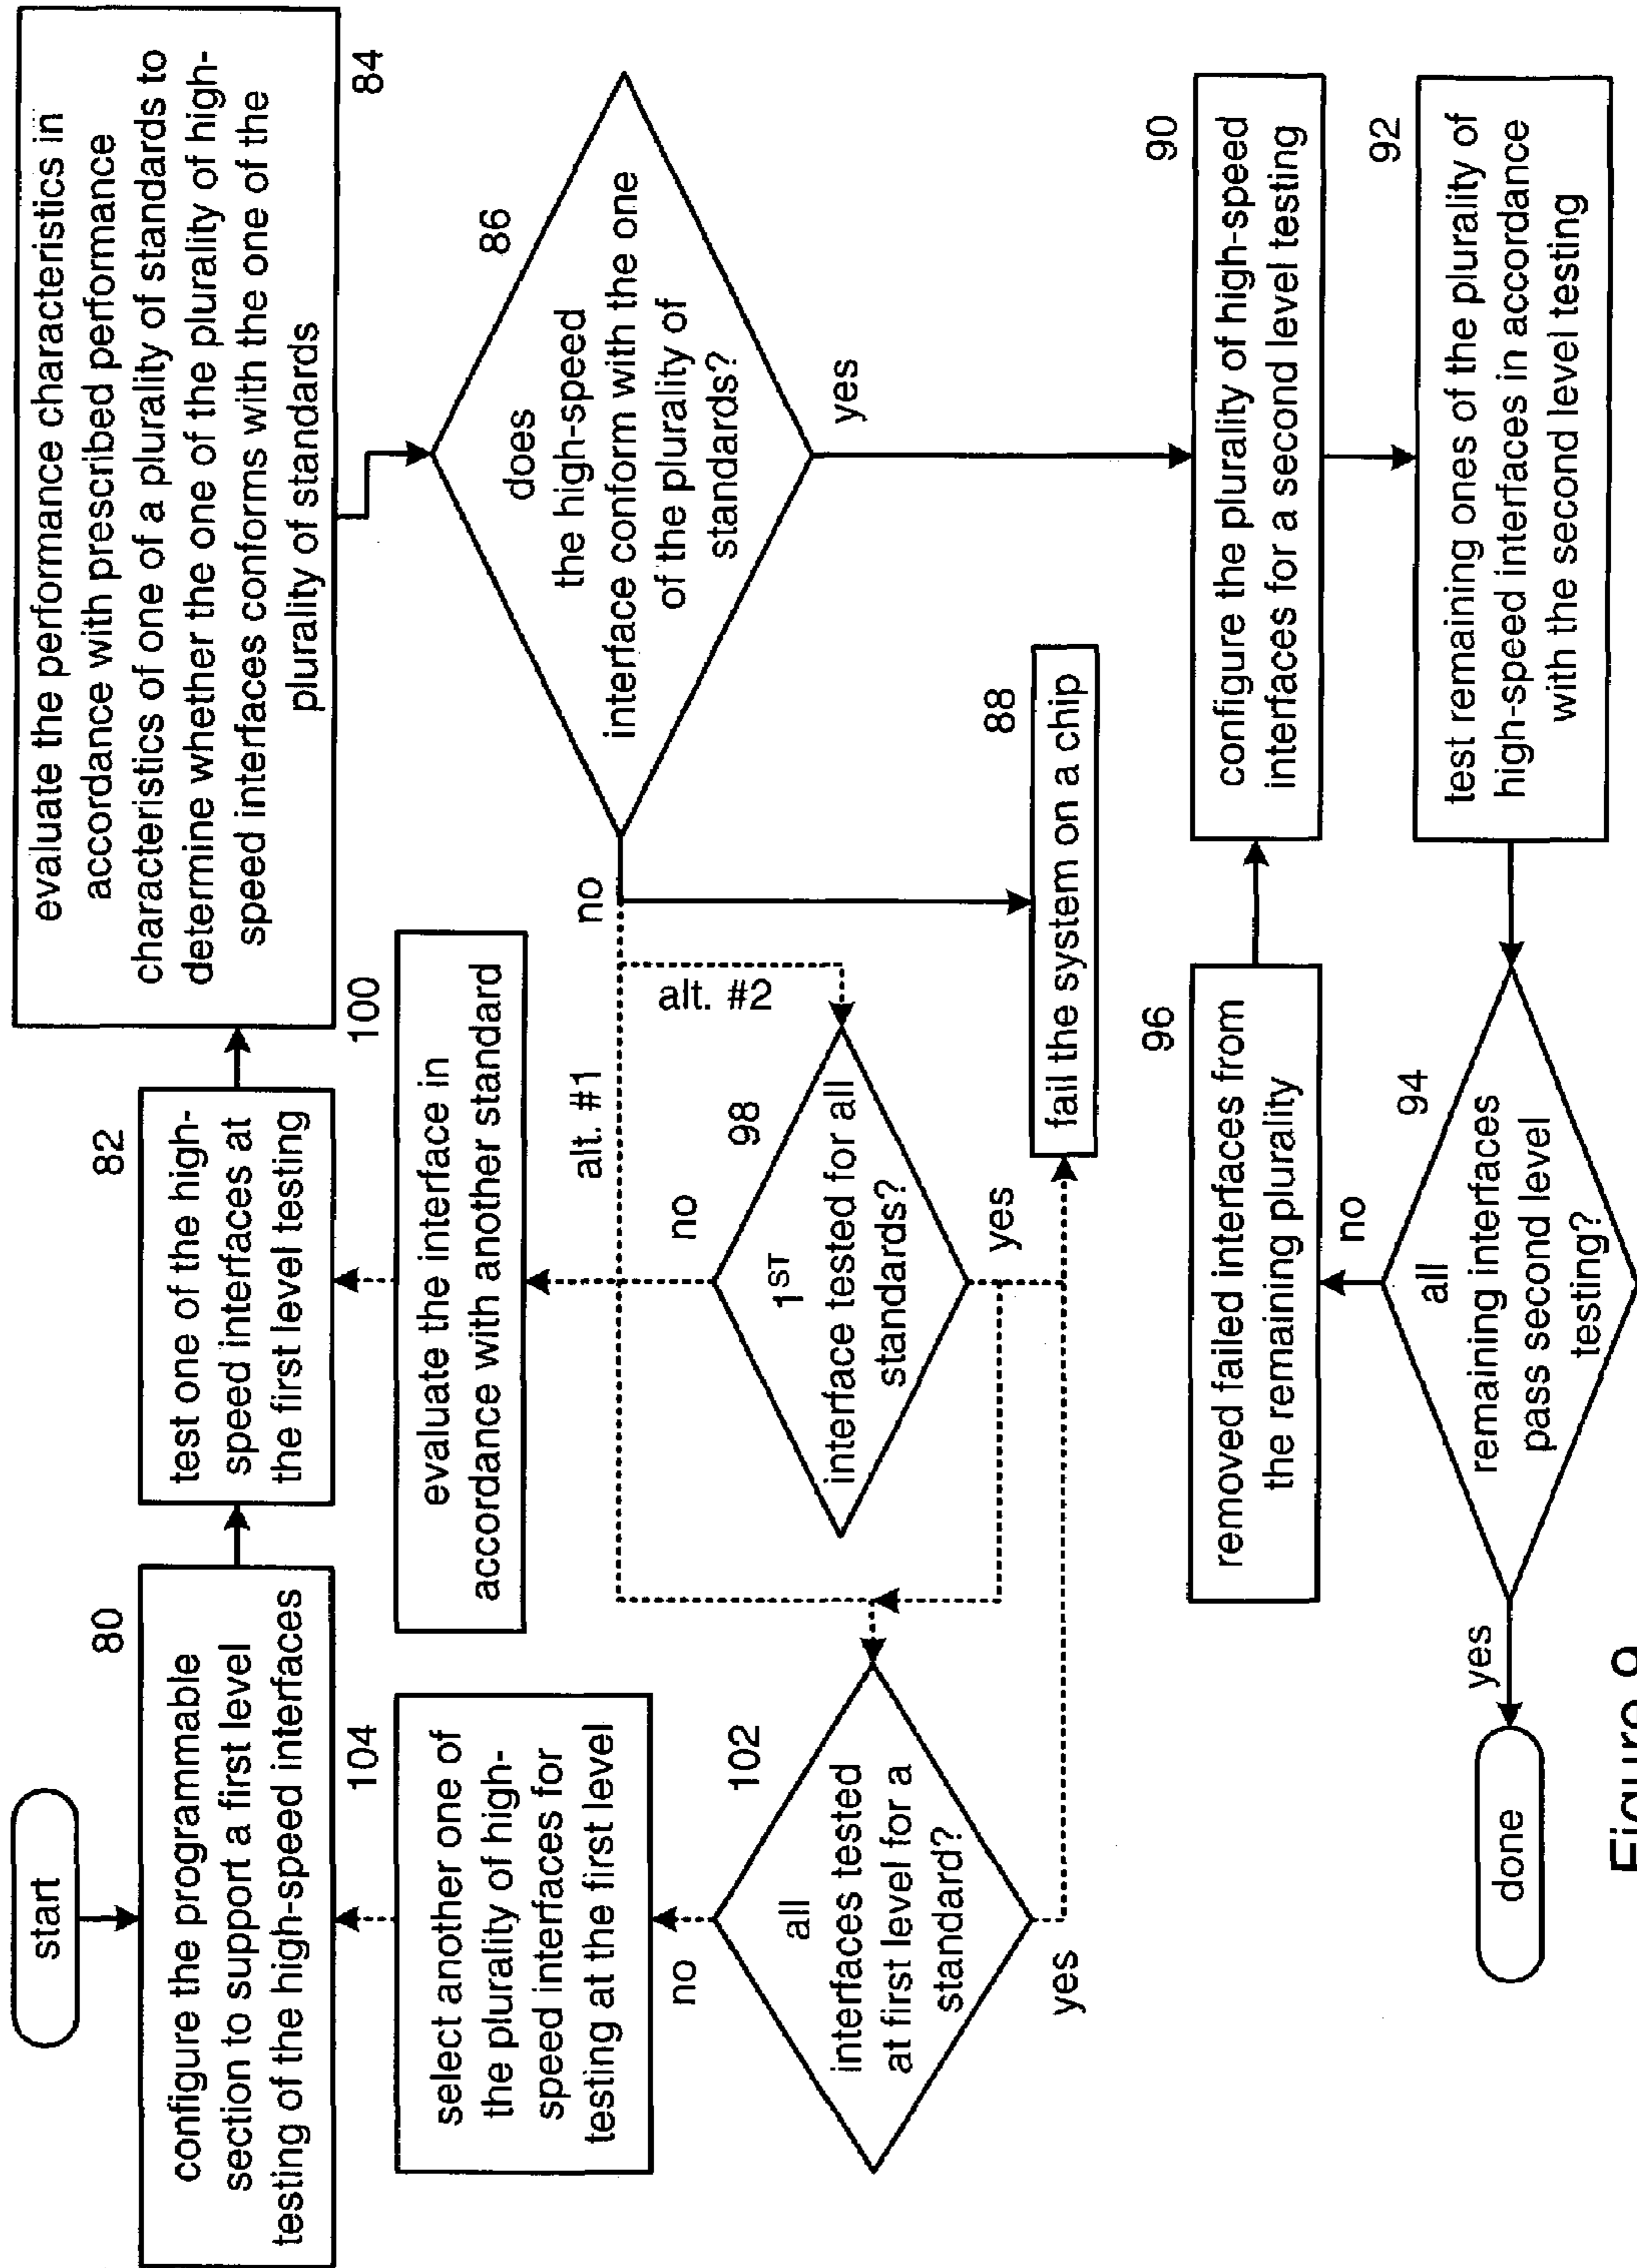 start
80
configure the programmable
section to support a first level
testing of the high-speed interfaces
82
test one of the high-
speed interfaces at
the first level testing
evaluate the performance characteristics in
accordance with prescribed performance
characteristics of one of a plurality of standards to
determine whether the one of the plurality of high-
speed interfaces conforms with the one of the
plurality of standards
84
104
select another one of
the plurality of high-
speed interfaces for
testing at the first level
100
evaluate the interface in
accordance with another standard
86
does
the high-speed
interface conform with the one
of the plurality of
standards?
no
yes
alt. #1
alt. #2
98
1ST
interface tested for all
standards?
no
yes
102
all
interfaces tested
at first level for a
standard?
no
yes
88
fail the system on a chip
90
configure the plurality of high-speed
interfaces for a second level testing
92
test remaining ones of the plurality of
high-speed interfaces in accordance
with the second level testing
96
removed failed interfaces from
the remaining plurality
94
all
remaining interfaces
pass second level
testing?
no
yes
done
Figure 9